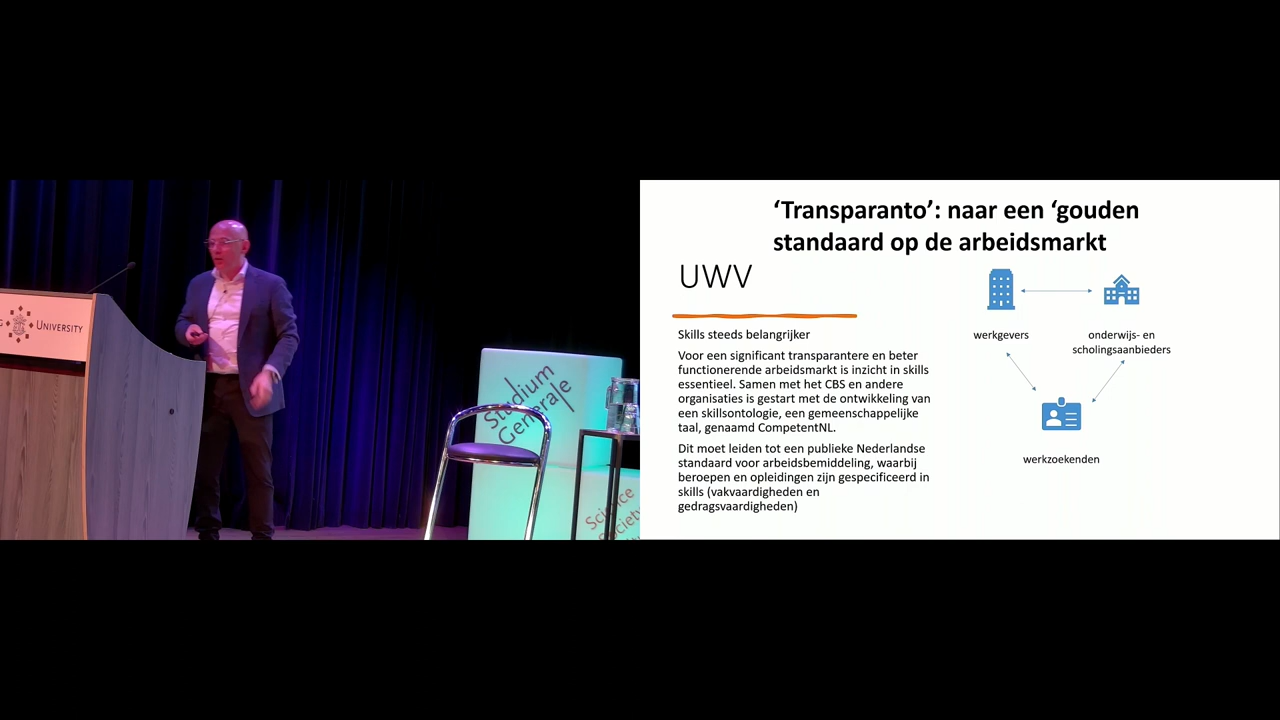 G
UNIVERSITY
Studium
Generale
Science
Society
‘Transparanto’: naar een ‘gouden
standaard op de arbeidsmarkt
UWV
Skills steeds belangrijker
Voor een significant transparantere en beter
functionerende arbeidsmarkt is inzicht in skills
essentieel. Samen met het CBS en andere
organisaties is gestart met de ontwikkeling van
een skillsontologie, een gemeenschappelijke
taal, genaamd CompetentNL.
Dit moet leiden tot een publieke Nederlandse
standaard voor arbeidsbemiddeling, waarbij
beroepen en opleidingen zijn gespecificeerd in
skills (vakvaardigheden en
gedragsvaardigheden)
werkgevers
onderwijs- en
scholingsaanbieders
werkzoekenden